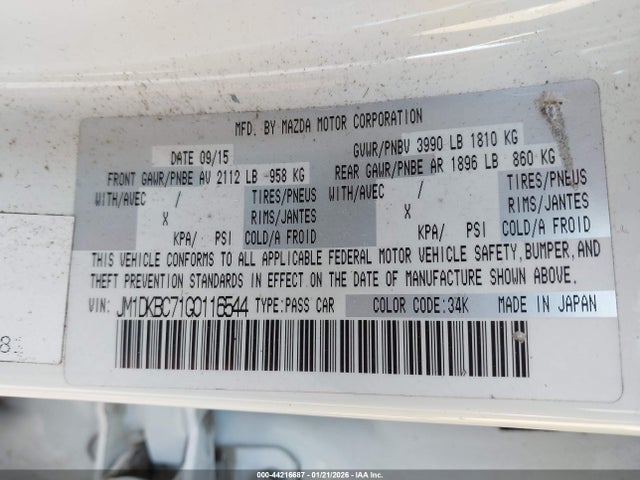 MFD. BY MAZDA MOTOR CORPORATION
DATE 09/15 GVWR/PNBV 3990 LB 1810 KG
FRONT GAWR/PNBE AV 2112 LB 958 KG REAR GAWR/PNBE AR 1896 LB 860 KG
WITH/AVEC / TIRES/PNEUS WITH/AVEC / TIRES/PNEUS
X RIMS/JANTES X RIMS/JANTES
KPA/ PSI COLD/A FROID KPA/ PSI COLD/A FROID
THIS VEHICLE CONFORMS TO ALL APPLICABLE FEDERAL MOTOR VEHICLE SAFETY, BUMPER, AND
THEFT PREVENTION STANDARDS IN EFFECT ON THE DATE OF MANUFACTURE SHOWN ABOVE.
VIN: JM1DKBC71G0116544 TYPE:PASS CAR COLOR CODE:34K MADE IN JAPAN
8
000-44216687 - 01/21/2026 - IAA Inc.